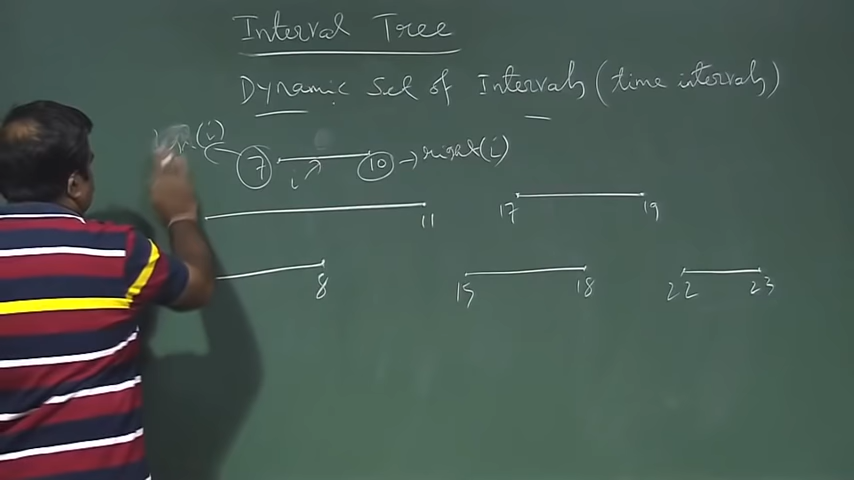 Interval Tree
Dynamic Set of Intervals (time intervals)
(i)
7 i 10 → right(i)
11 17 19
8 15 18 22 23